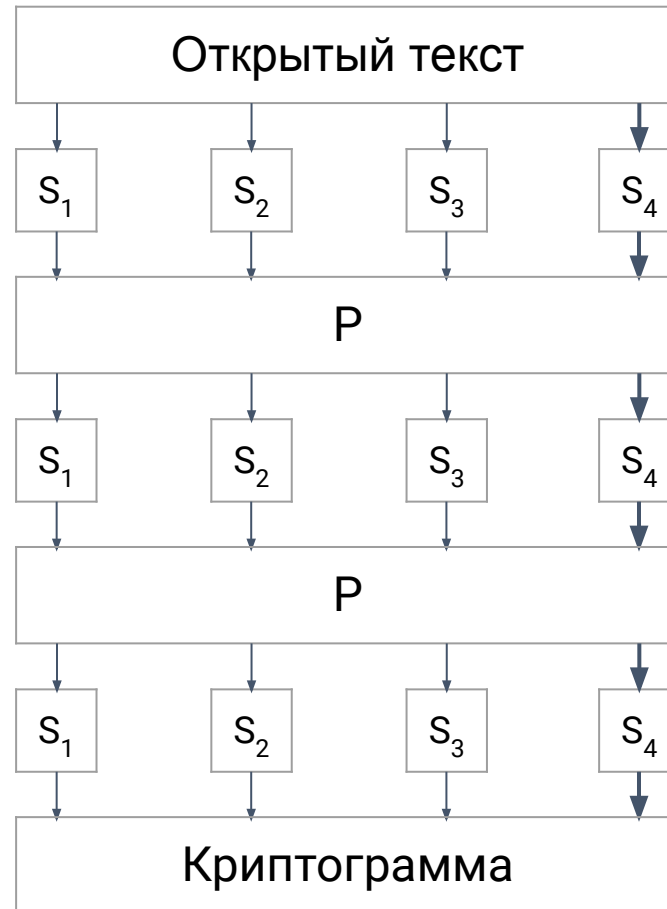 Открытый текст
S₁ S₂ S₃ S₄
P
S₁ S₂ S₃ S₄
P
S₁ S₂ S₃ S₄
Криптограмма